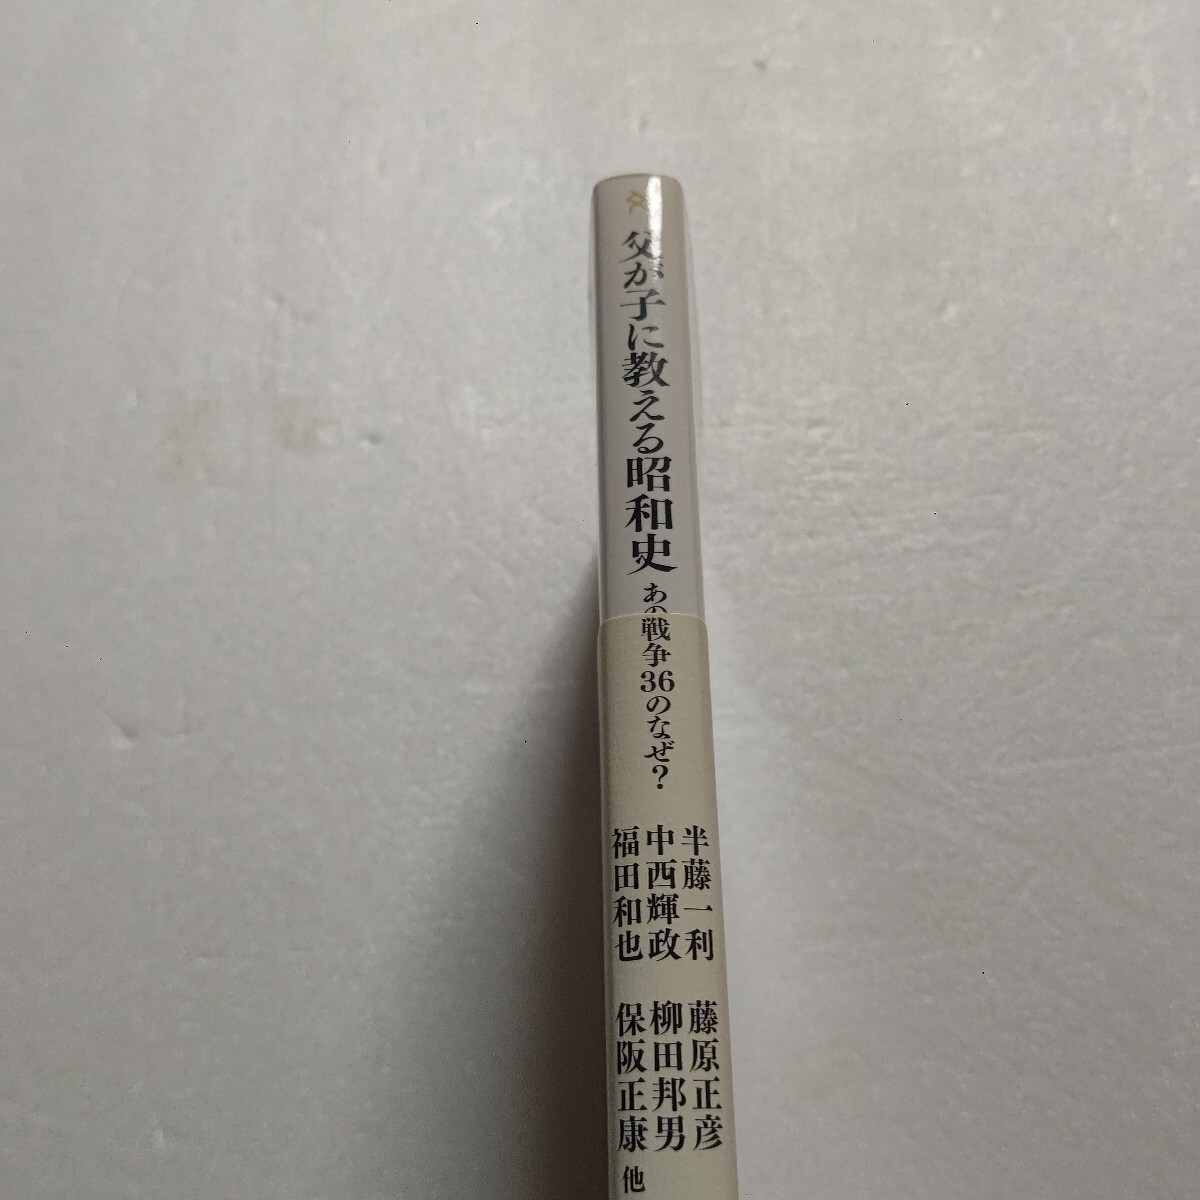 父が子に教える昭和史
あの戦争36のなぜ?
半藤一利
中西輝政
福田和也
藤原正彦
柳田邦男
保阪正康
他